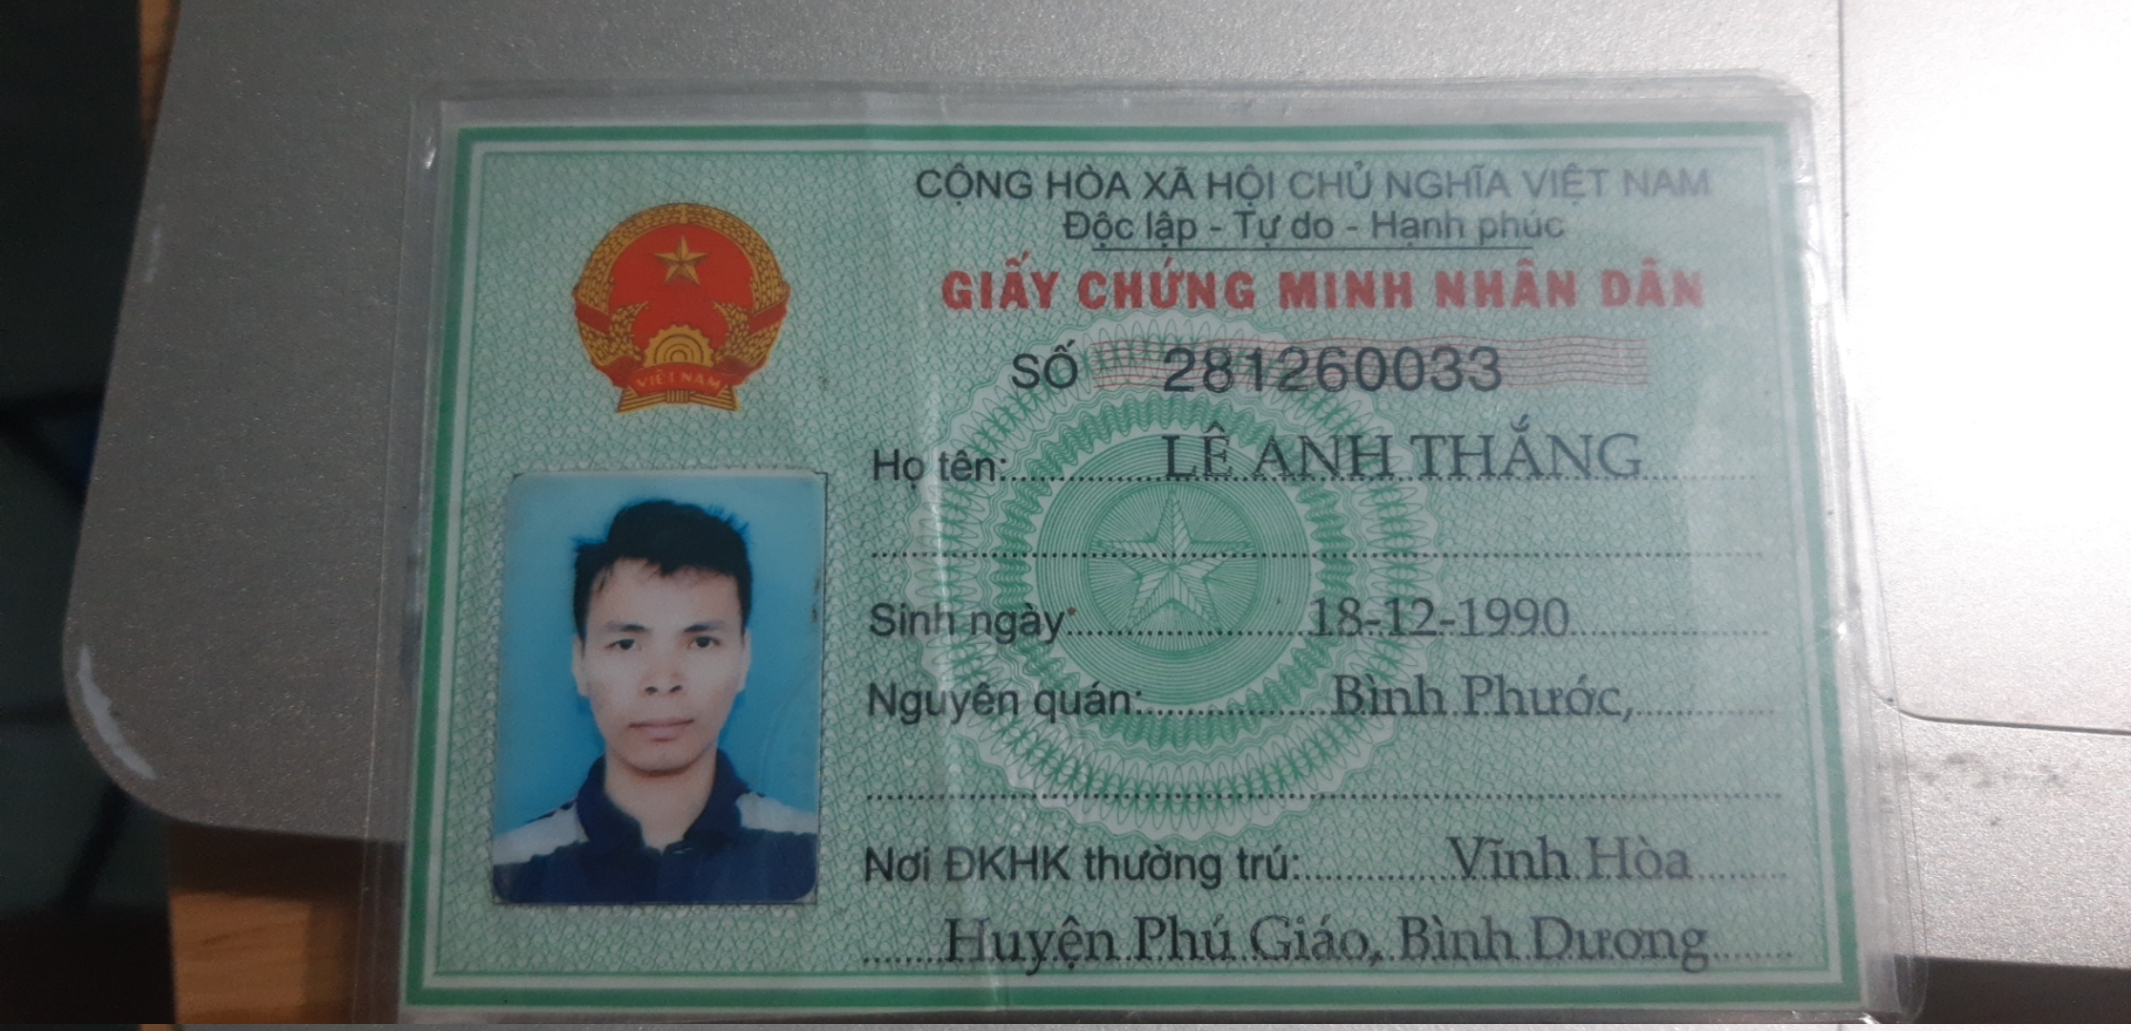 CỘNG HÒA XÃ HỘI CHỦ NGHĨA VIỆT NAM
Độc lập - Tự do - Hạnh phúc
GIẤY CHỨNG MINH NHÂN DÂN
VIỆT NAM
SỐ 281260033
Họ tên: LÊ ANH THẮNG
Sinh ngày 18-12-1990
Nguyên quán: Bình Phước,
Nơi ĐKHK thường trú: Vĩnh Hòa
Huyện Phú Giáo, Bình Dương